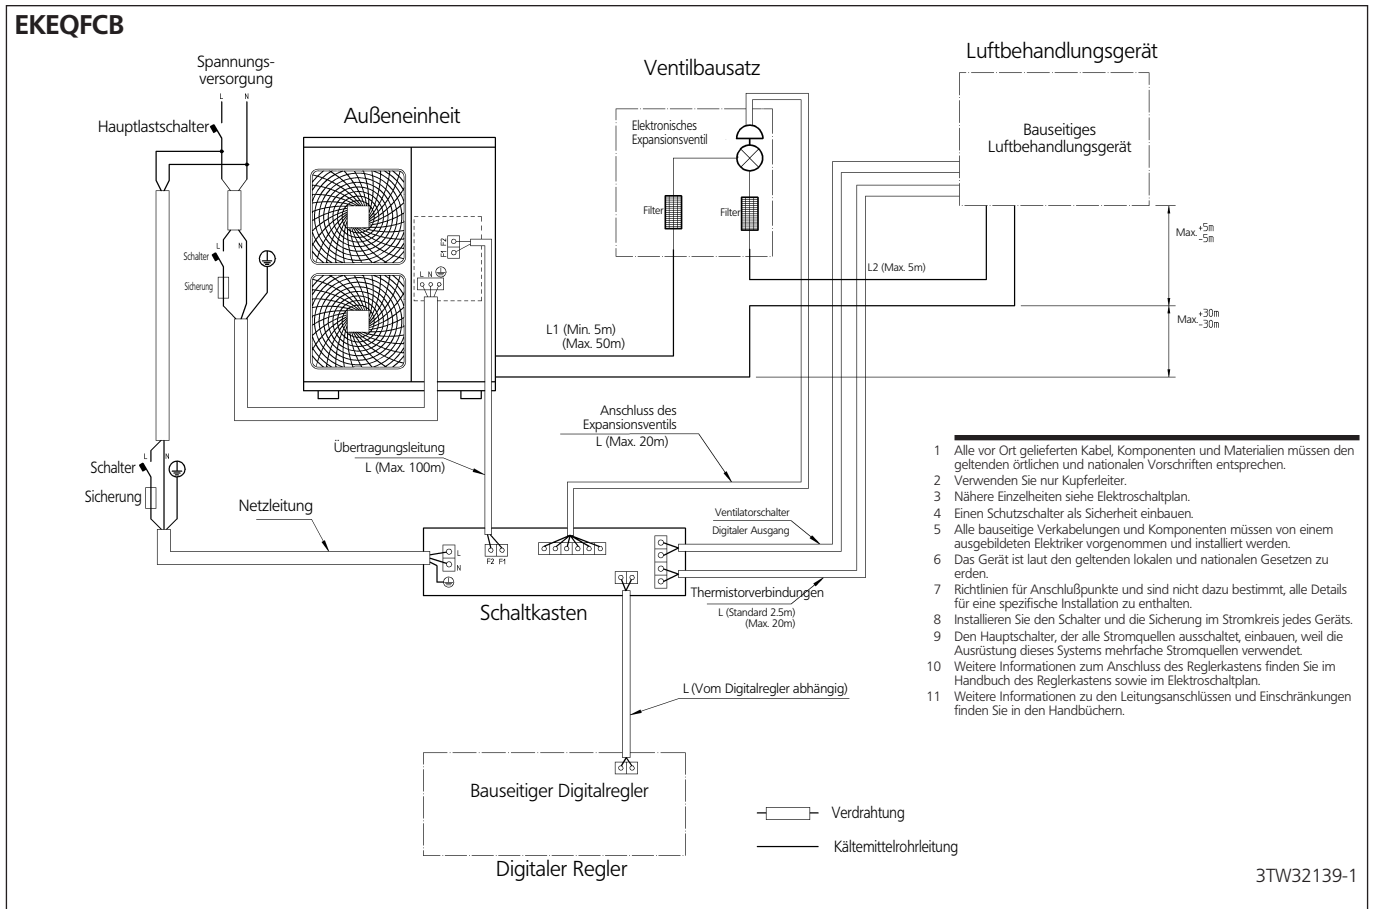 EKEQFCB
Spannungs-
versorgung
L N
Hauptlastschalter
Außeneinheit
Ventilbausatz
Luftbehandlungsgerät
Elektronisches
Expansionsventil
Bauseitiges
Luftbehandlungsgerät
Filter
Filter
F2
F1
L N
Schalter
L N
Sicherung
L2 (Max. 5m)
Max. +5m
-5m
Max. +30m
-30m
L1 (Min. 5m)
(Max. 50m)
Anschluss des
Expansionsventils
L (Max. 20m)
Übertragungsleitung
L (Max. 100m)
L N
Schalter
Sicherung
Netzleitung
Ventilatorschalter
Digitaler Ausgang
L
N
F2 F1
Schaltkasten
Thermistorverbindungen
L (Standard 2.5m)
(Max. 20m)
L (Vom Digitalregler abhängig)
Bauseitiger Digitalregler
Digitaler Regler
Verdrahtung
Kältemittelrohrleitung
1 Alle vor Ort gelieferten Kabel, Komponenten und Materialien müssen den
geltenden örtlichen und nationalen Vorschriften entsprechen.
2 Verwenden Sie nur Kupferleiter.
3 Nähere Einzelheiten siehe Elektroschaltplan.
4 Einen Schutzschalter als Sicherheit einbauen.
5 Alle bauseitige Verkabelungen und Komponenten müssen von einem
ausgebildeten Elektriker vorgenommen und installiert werden.
6 Das Gerät ist laut den geltenden lokalen und nationalen Gesetzen zu
erden.
7 Richtlinien für Anschlußpunkte und sind nicht dazu bestimmt, alle Details
für eine spezifische Installation zu enthalten.
8 Installieren Sie den Schalter und die Sicherung im Stromkreis jedes Geräts.
9 Den Hauptschalter, der alle Stromquellen ausschaltet, einbauen, weil die
Ausrüstung dieses Systems mehrfache Stromquellen verwendet.
10 Weitere Informationen zum Anschluss des Reglerkastens finden Sie im
Handbuch des Reglerkastens sowie im Elektroschaltplan.
11 Weitere Informationen zu den Leitungsanschlüssen und Einschränkungen
finden Sie in den Handbüchern.
3TW32139-1